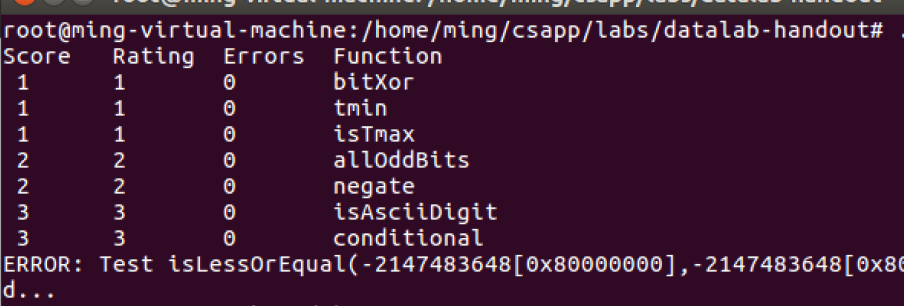 root@ming-virtual-machine:/home/ming/csapp/labs/datalab-handout# .
Score Rating Errors Function
1 1 0 bitXor
1 1 0 tmin
1 1 0 isTmax
2 2 0 allOddBits
2 2 0 negate
3 3 0 isAsciiDigit
3 3 0 conditional
ERROR: Test isLessOrEqual(-2147483648[0x80000000],-2147483648[0x80
d...